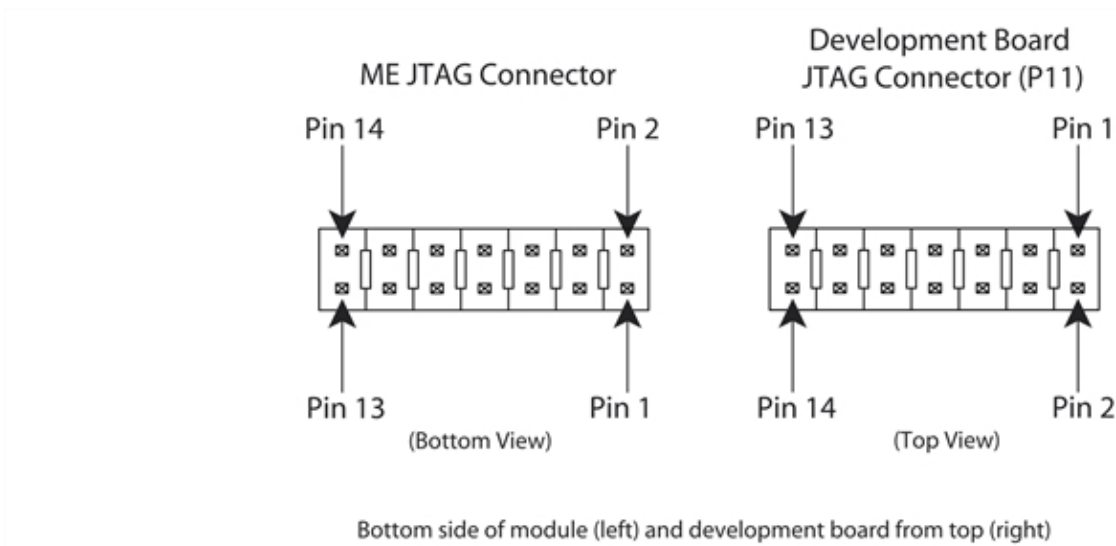 Development Board
ME JTAG Connector
JTAG Connector (P11)
Pin 14
Pin 2
Pin 13
Pin 1
Pin 13
Pin 1
Pin 14
Pin 2
(Bottom View)
(Top View)
Bottom side of module (left) and development board from top (right)